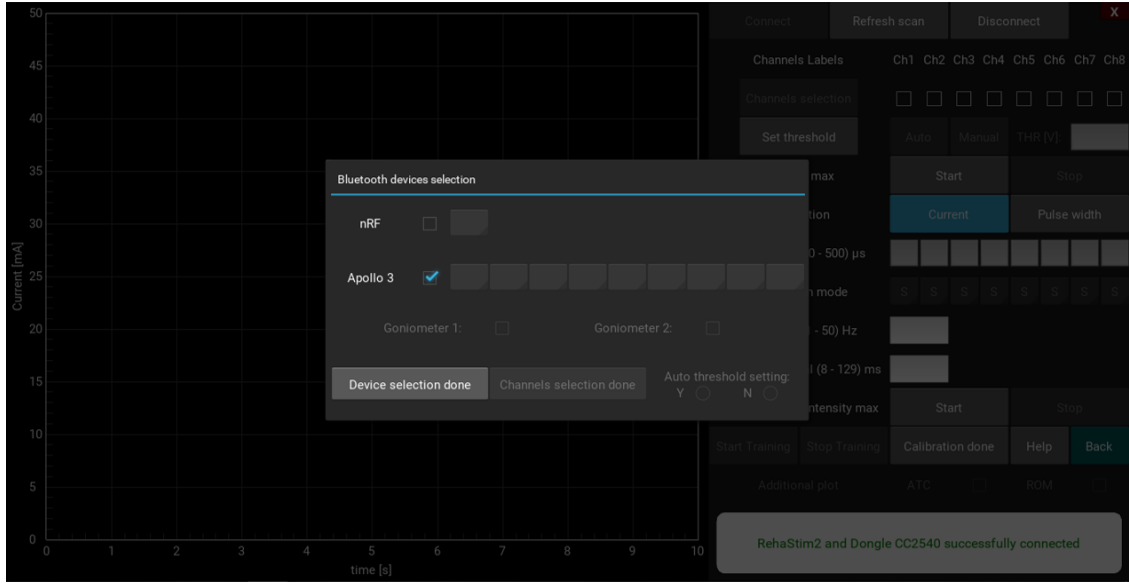 50
45
40
35
30
25
20
15
10
5
0
Current [mA]
0 1 2 3 4 5 6 7 8 9 10
time [s]
Connect Refresh scan Disconnect X
Channels Labels Ch1 Ch2 Ch3 Ch4 Ch5 Ch6 Ch7 Ch8
Channels selection
Set threshold Auto Manual THR [V]:
max Start Stop
tion Current Pulse width
0 - 500) µs
n mode S S S S S S S S
- 50) Hz
l (8 - 129) ms
ntensity max Start Stop
Start Training Stop Training Calibration done Help Back
Additional plot ATC ROM
RehaStim2 and Dongle CC2540 successfully connected
Bluetooth devices selection
nRF
Apollo 3
Goniometer 1: Goniometer 2:
Device selection done Channels selection done Auto threshold setting:
Y N